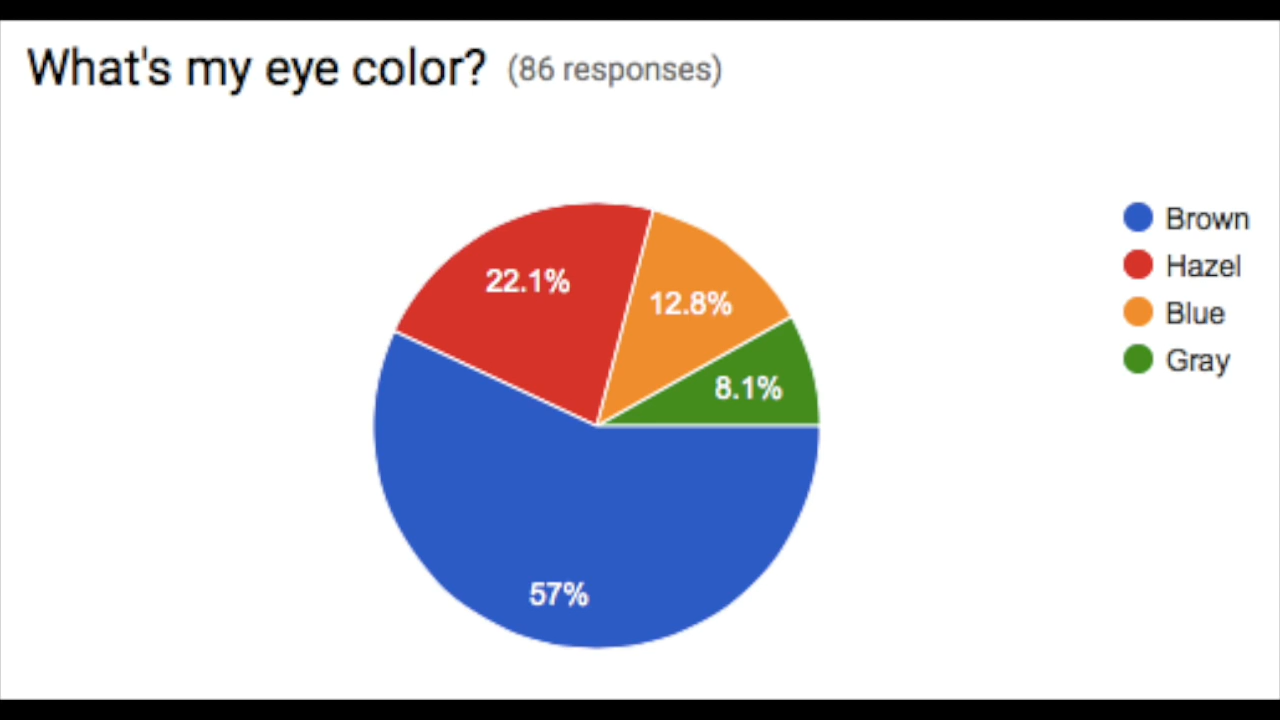 What's my eye color? (86 responses)
Brown
Hazel
Blue
Gray
22.1%
12.8%
8.1%
57%